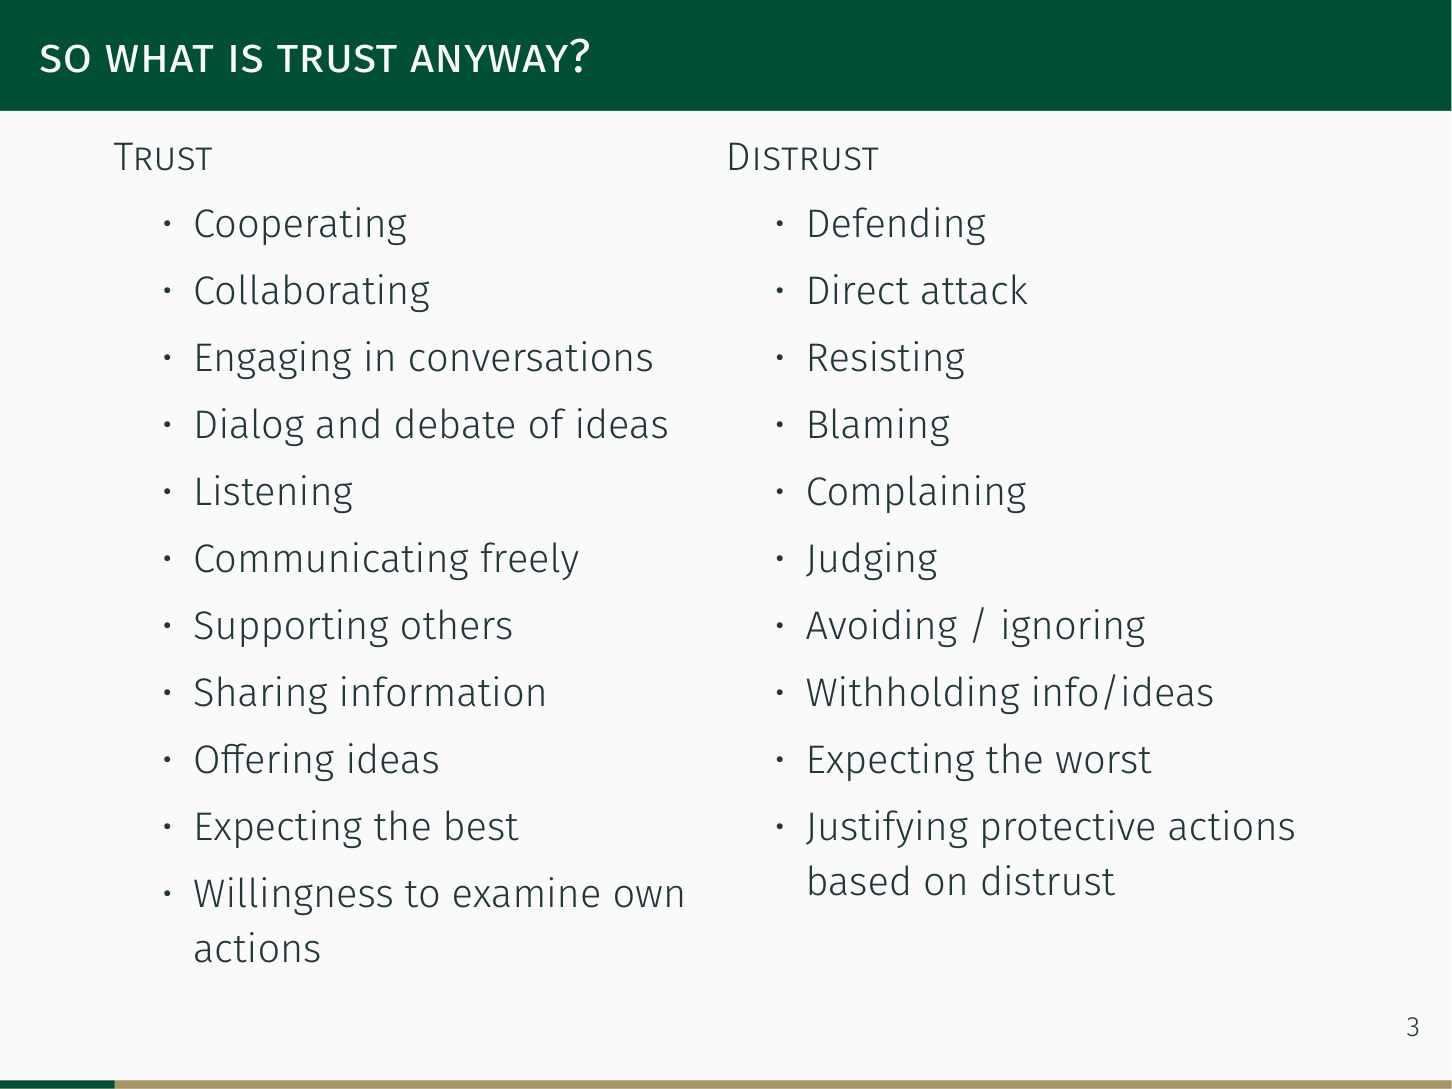 SO WHAT IS TRUST ANYWAY?
TRUST
• Cooperating
• Collaborating
• Engaging in conversations
• Dialog and debate of ideas
• Listening
• Communicating freely
• Supporting others
• Sharing information
• Offering ideas
• Expecting the best
• Willingness to examine own
actions
DISTRUST
• Defending
• Direct attack
• Resisting
• Blaming
• Complaining
• Judging
• Avoiding / ignoring
• Withholding info/ideas
• Expecting the worst
• Justifying protective actions
based on distrust
3